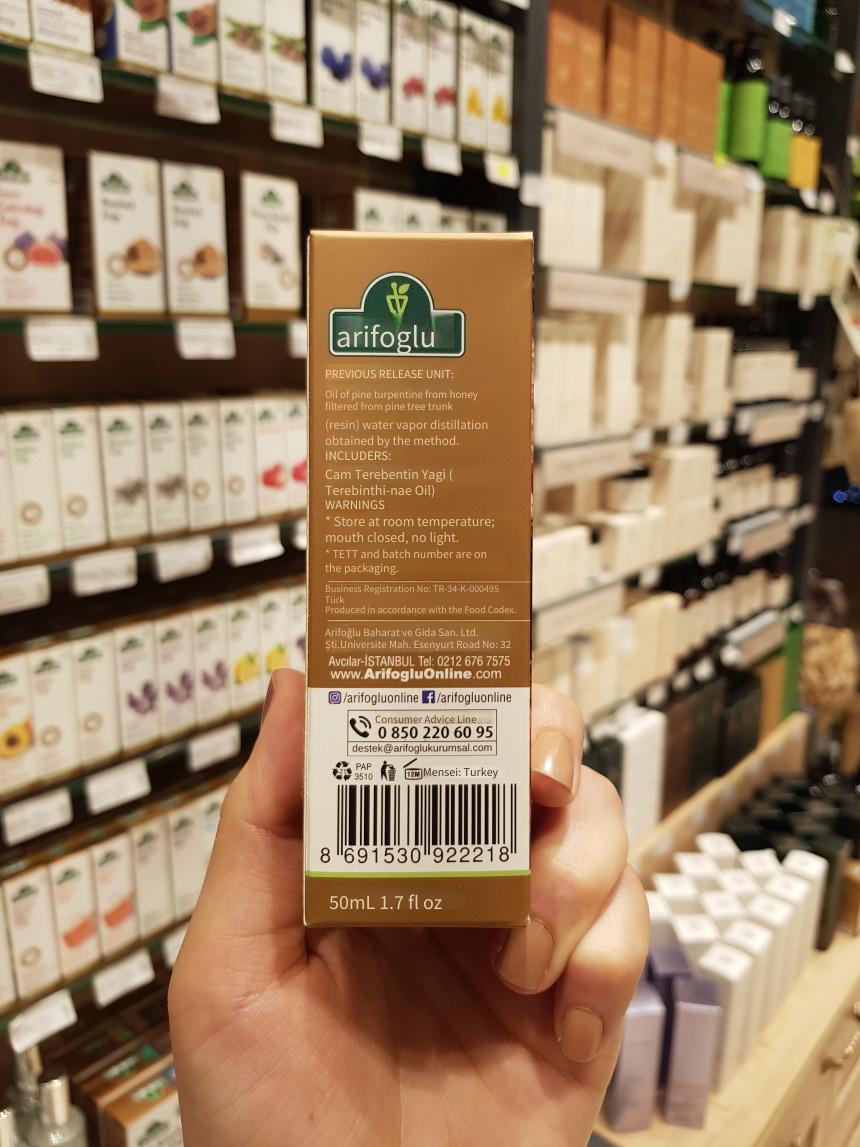 arifoglu
PREVIOUS RELEASE UNIT:
Oil of pine turpentine from honey
filtered from pine tree trunk
(resin) water vapor distillation
obtained by the method.
INCLUDERS:
Cam Terebentin Yagi (
Terebinthi-nae Oil)
WARNINGS
* Store at room temperature;
mouth closed, no light.
* TETT and batch number are on
the packaging.
Business Registration No: TR-34-K-000495
Türk
Produced in accordance with the Food Codex.
Arifoğlu Baharat ve Gida San. Ltd.
Şti.Universite Mah. Esenyurt Road No: 32
Avcılar-İSTANBUL Tel: 0212 676 7575
www.ArifogluOnline.com
/arifogluonline /arifogluonline
Consumer Advice Line
0 850 220 60 95
destek@arifoglukurumsal.com
PAP
3510
12M Mensei: Turkey
8 691530 922218
50mL 1.7 fl oz